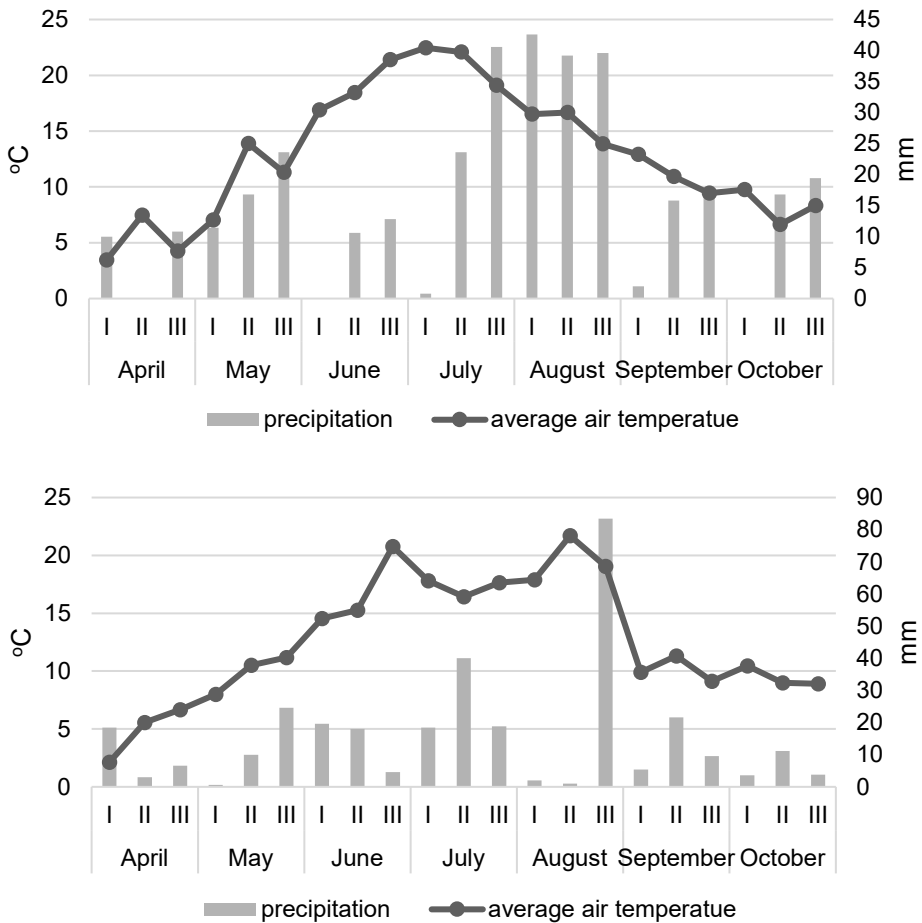 25 45
40
20 35
30
15 25
°C mm
10 20
15
5 10
5
0 0
I II III I II III I II III I II III I II III I II III I II III
April May June July August September October
precipitation average air temperatue
25 90
80
20 70
60
15 50
°C mm
10 40
30
5 20
10
0 0
I II III I II III I II III I II III I II III I II III I II III
April May June July August September October
precipitation average air temperatue